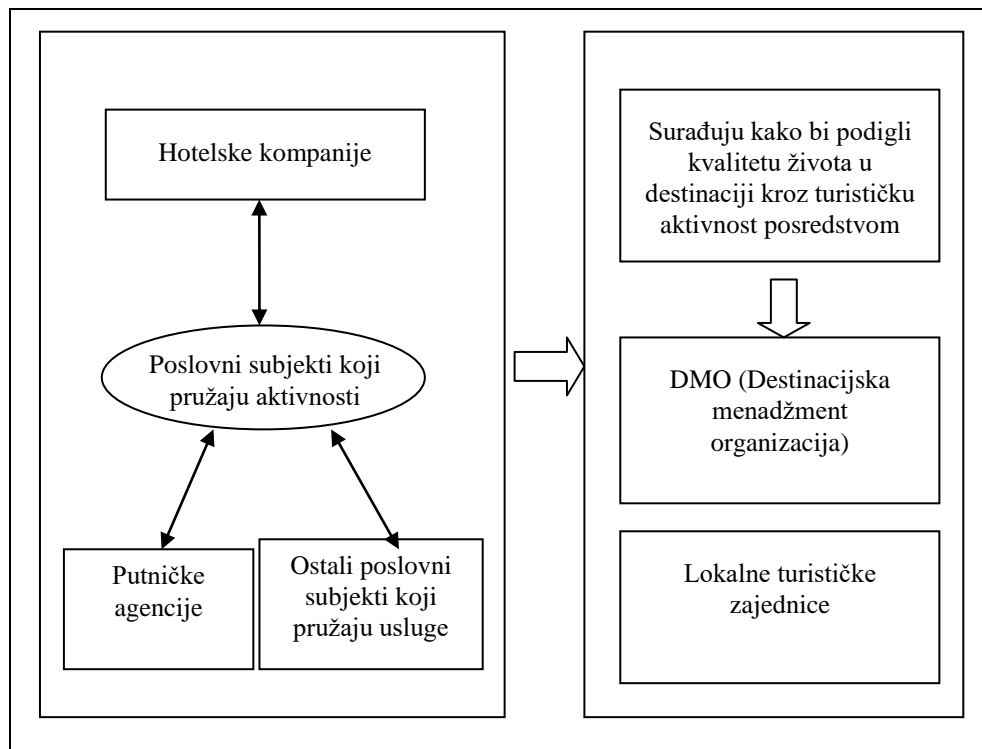 Hotelske kompanije
Poslovni subjekti koji
pružaju aktivnosti
Putničke
agencije
Ostali poslovni
subjekti koji
pružaju usluge
Surađuju kako bi podigli
kvalitetu života u
destinaciji kroz turističku
aktivnost posredstvom
DMO (Destinacijska
menadžment
organizacija)
Lokalne turističke
zajednice